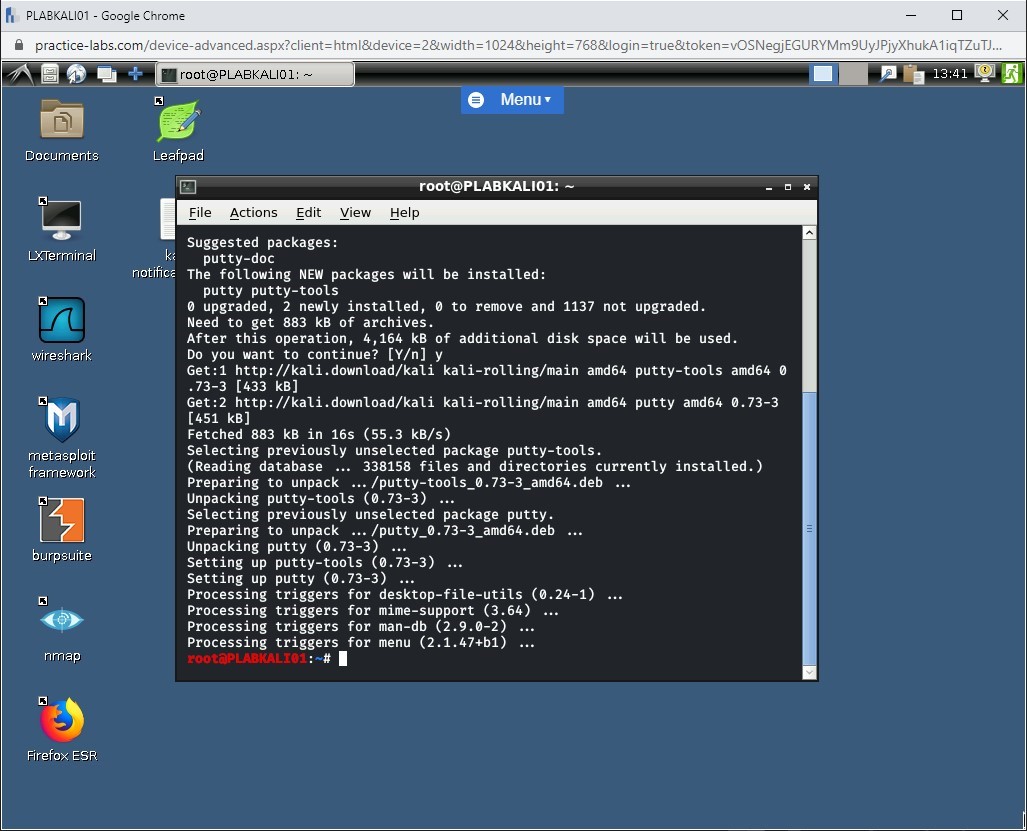 PLABKALI01 - Google Chrome
practice-labs.com/device-advanced.aspx?client=html&device=2&width=1024&height=768&login=true&token=vOSNegjEGURYMm9UyJPjyXhukA1iqTZuTJ...
root@PLABKALI01: ~
13:41
Menu
Documents
Leafpad
LXTerminal
ka
notifica
wireshark
metasploit
framework
burpsuite
nmap
Firefox ESR
root@PLABKALI01: ~
File Actions Edit View Help
Suggested packages:
putty-doc
The following NEW packages will be installed:
putty putty-tools
0 upgraded, 2 newly installed, 0 to remove and 1137 not upgraded.
Need to get 883 kB of archives.
After this operation, 4,164 kB of additional disk space will be used.
Do you want to continue? [Y/n] y
Get:1 http://kali.download/kali kali-rolling/main amd64 putty-tools amd64 0
.73-3 [433 kB]
Get:2 http://kali.download/kali kali-rolling/main amd64 putty amd64 0.73-3
[451 kB]
Fetched 883 kB in 16s (55.3 kB/s)
Selecting previously unselected package putty-tools.
(Reading database ... 338158 files and directories currently installed.)
Preparing to unpack .../putty-tools_0.73-3_amd64.deb ...
Unpacking putty-tools (0.73-3) ...
Selecting previously unselected package putty.
Preparing to unpack .../putty_0.73-3_amd64.deb ...
Unpacking putty (0.73-3) ...
Setting up putty-tools (0.73-3) ...
Setting up putty (0.73-3) ...
Processing triggers for desktop-file-utils (0.24-1) ...
Processing triggers for mime-support (3.64) ...
Processing triggers for man-db (2.9.0-2) ...
Processing triggers for menu (2.1.47+b1) ...
root@PLABKALI01:~#